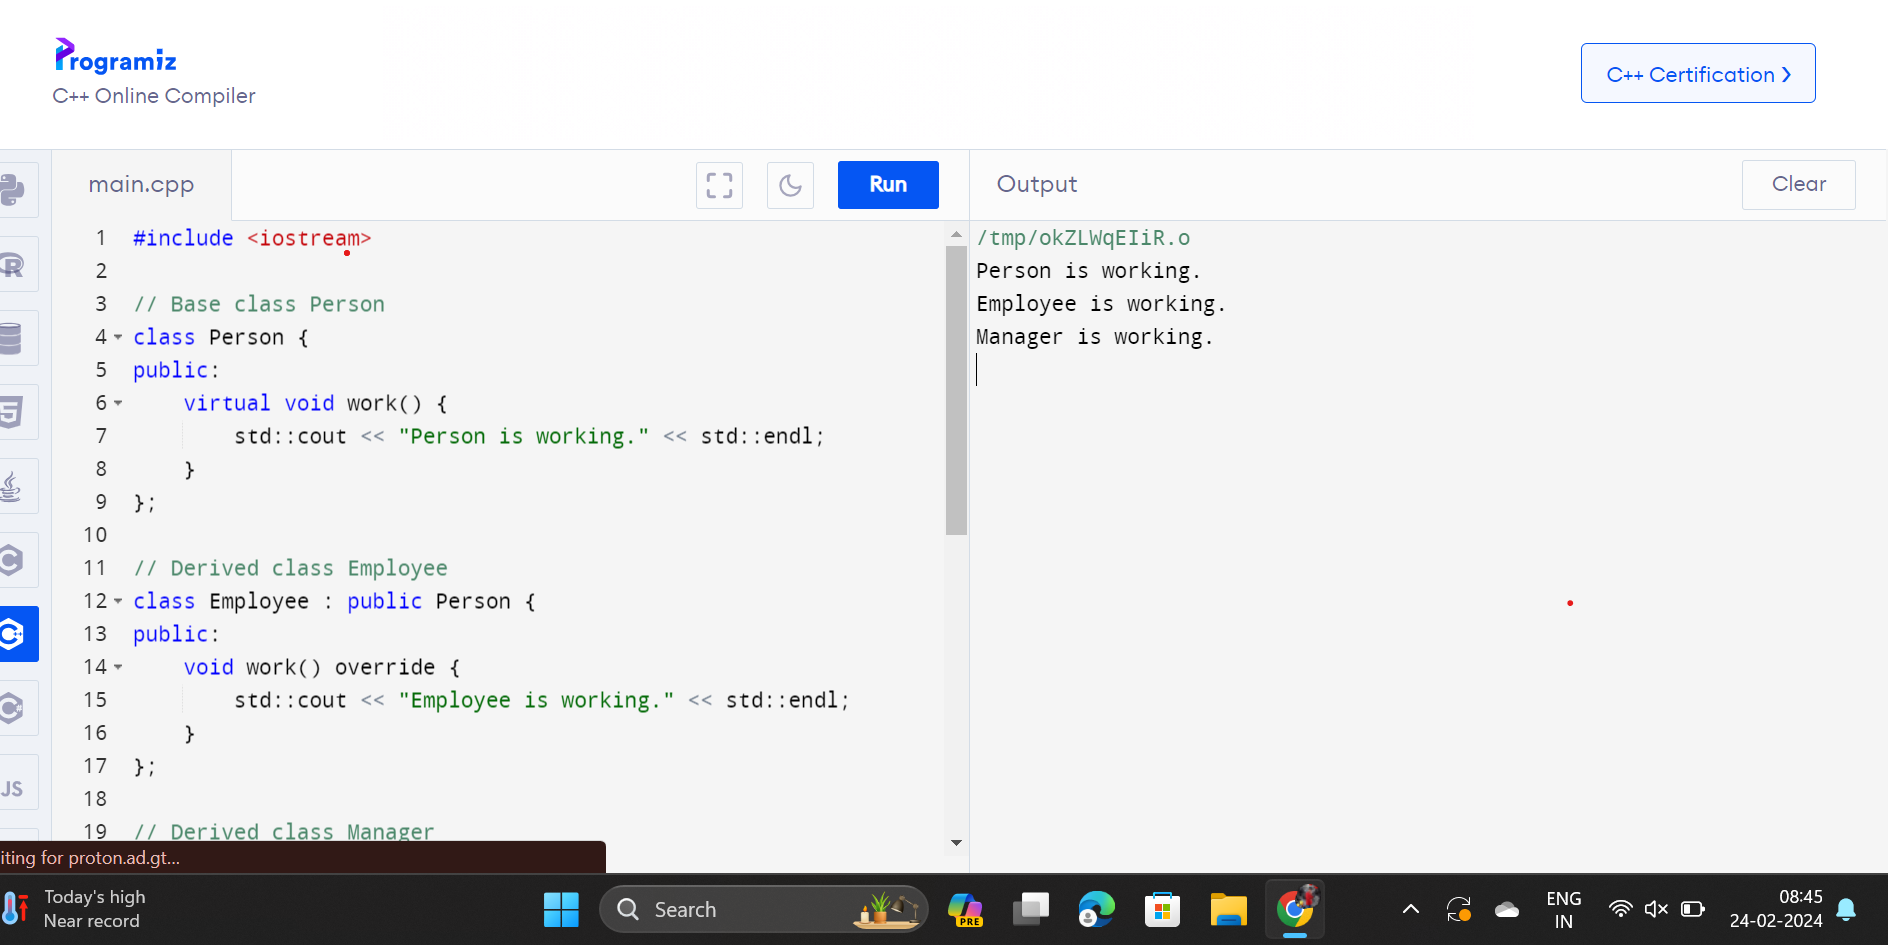 Programiz
C++ Online Compiler
C++ Certification
main.cpp
Run
Output
Clear
1 #include <iostream>
2
3 // Base class Person
4 class Person {
5 public:
6     virtual void work() {
7         std::cout << "Person is working." << std::endl;
8     }
9 };
10
11 // Derived class Employee
12 class Employee : public Person {
13 public:
14     void work() override {
15         std::cout << "Employee is working." << std::endl;
16     }
17 };
18
19 // Derived class Manager
/tmp/okZLWqEIiR.o
Person is working.
Employee is working.
Manager is working.
R
5
C
C++
C#
JS
iting for proton.ad.gt...
Today's high
Near record
Search
PRE
ENG
IN
08:45
24-02-2024